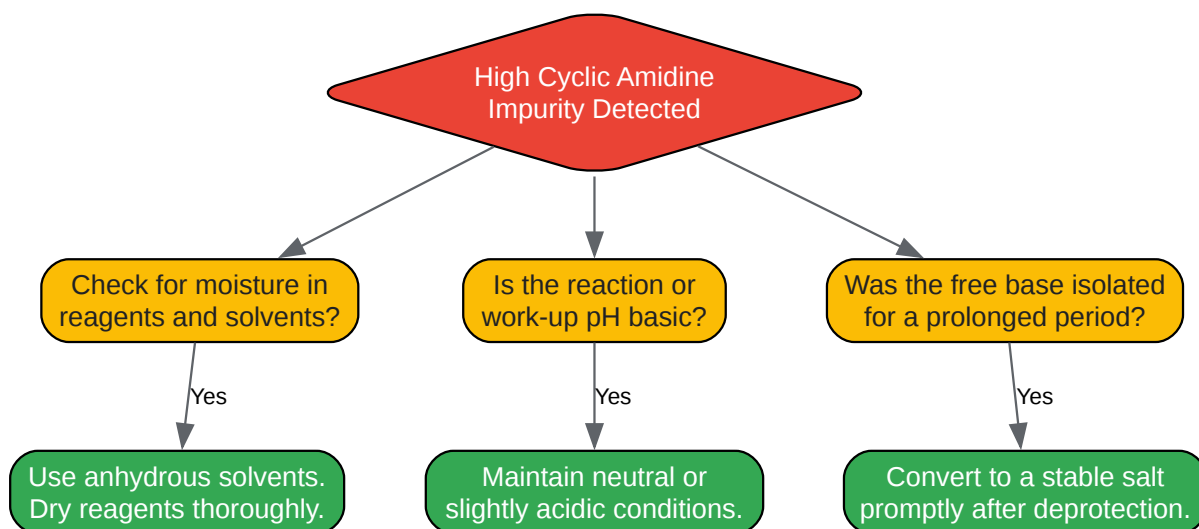 High Cyclic Amidine
Impurity Detected
Check for moisture in
reagents and solvents?
Is the reaction or
work-up pH basic?
Was the free base isolated
for a prolonged period?
Yes
Yes
Yes
Use anhydrous solvents.
Dry reagents thoroughly.
Maintain neutral or
slightly acidic conditions.
Convert to a stable salt
promptly after deprotection.